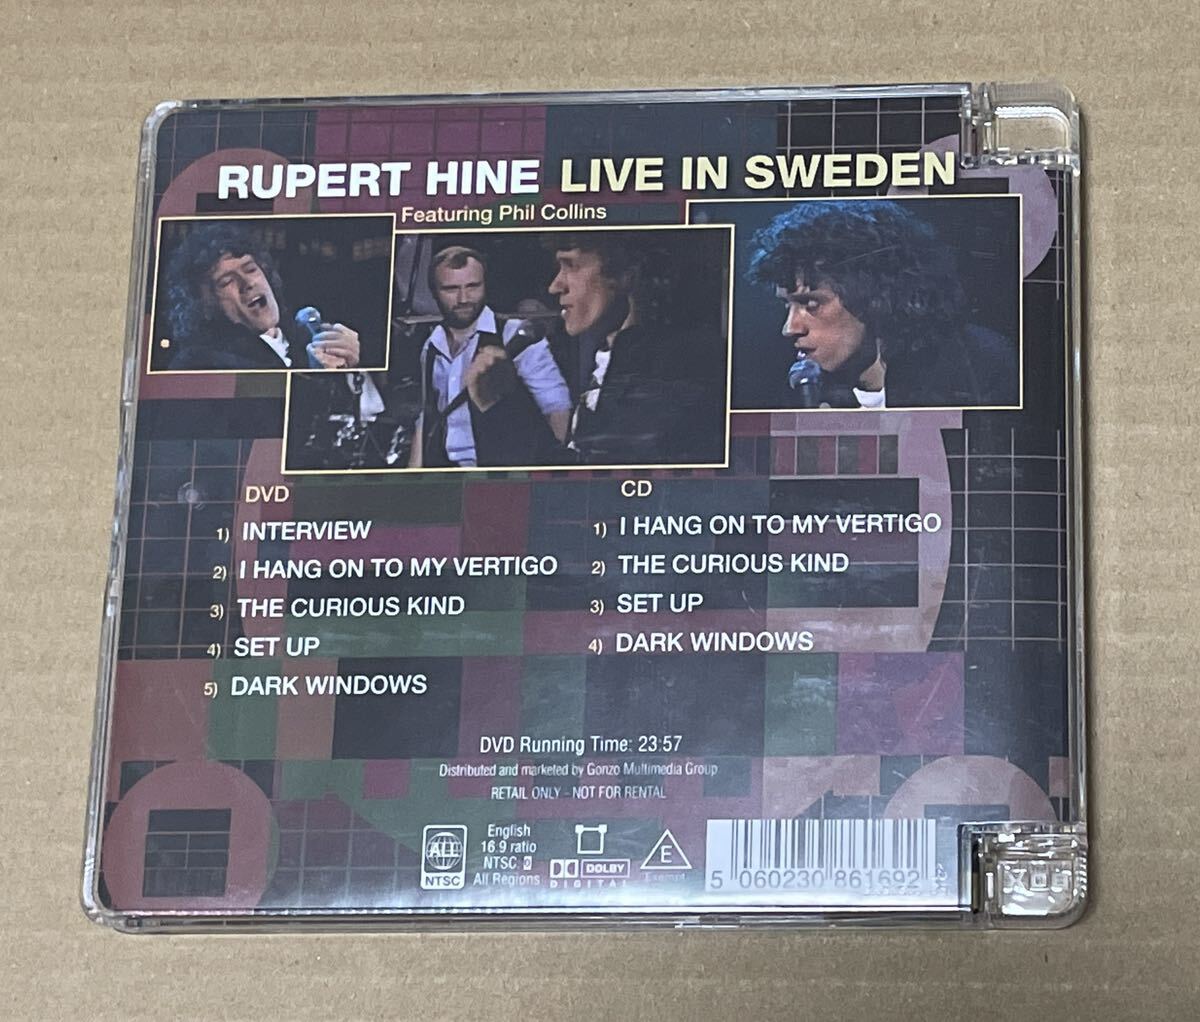 RUPERT HINE LIVE IN SWEDEN
Featuring Phil Collins
DVD
1) INTERVIEW
2) I HANG ON TO MY VERTIGO
3) THE CURIOUS KIND
4) SET UP
5) DARK WINDOWS
CD
1) I HANG ON TO MY VERTIGO
2) THE CURIOUS KIND
3) SET UP
4) DARK WINDOWS
DVD Running Time: 23:57
Distributed and marketed by Gonzo Multimedia Group
RETAIL ONLY - NOT FOR RENTAL
ALL
NTSC
English
16:9 ratio
NTSC 0
All Regions
DOLBY
DIGITAL
E
Exempt
5 060230 861692